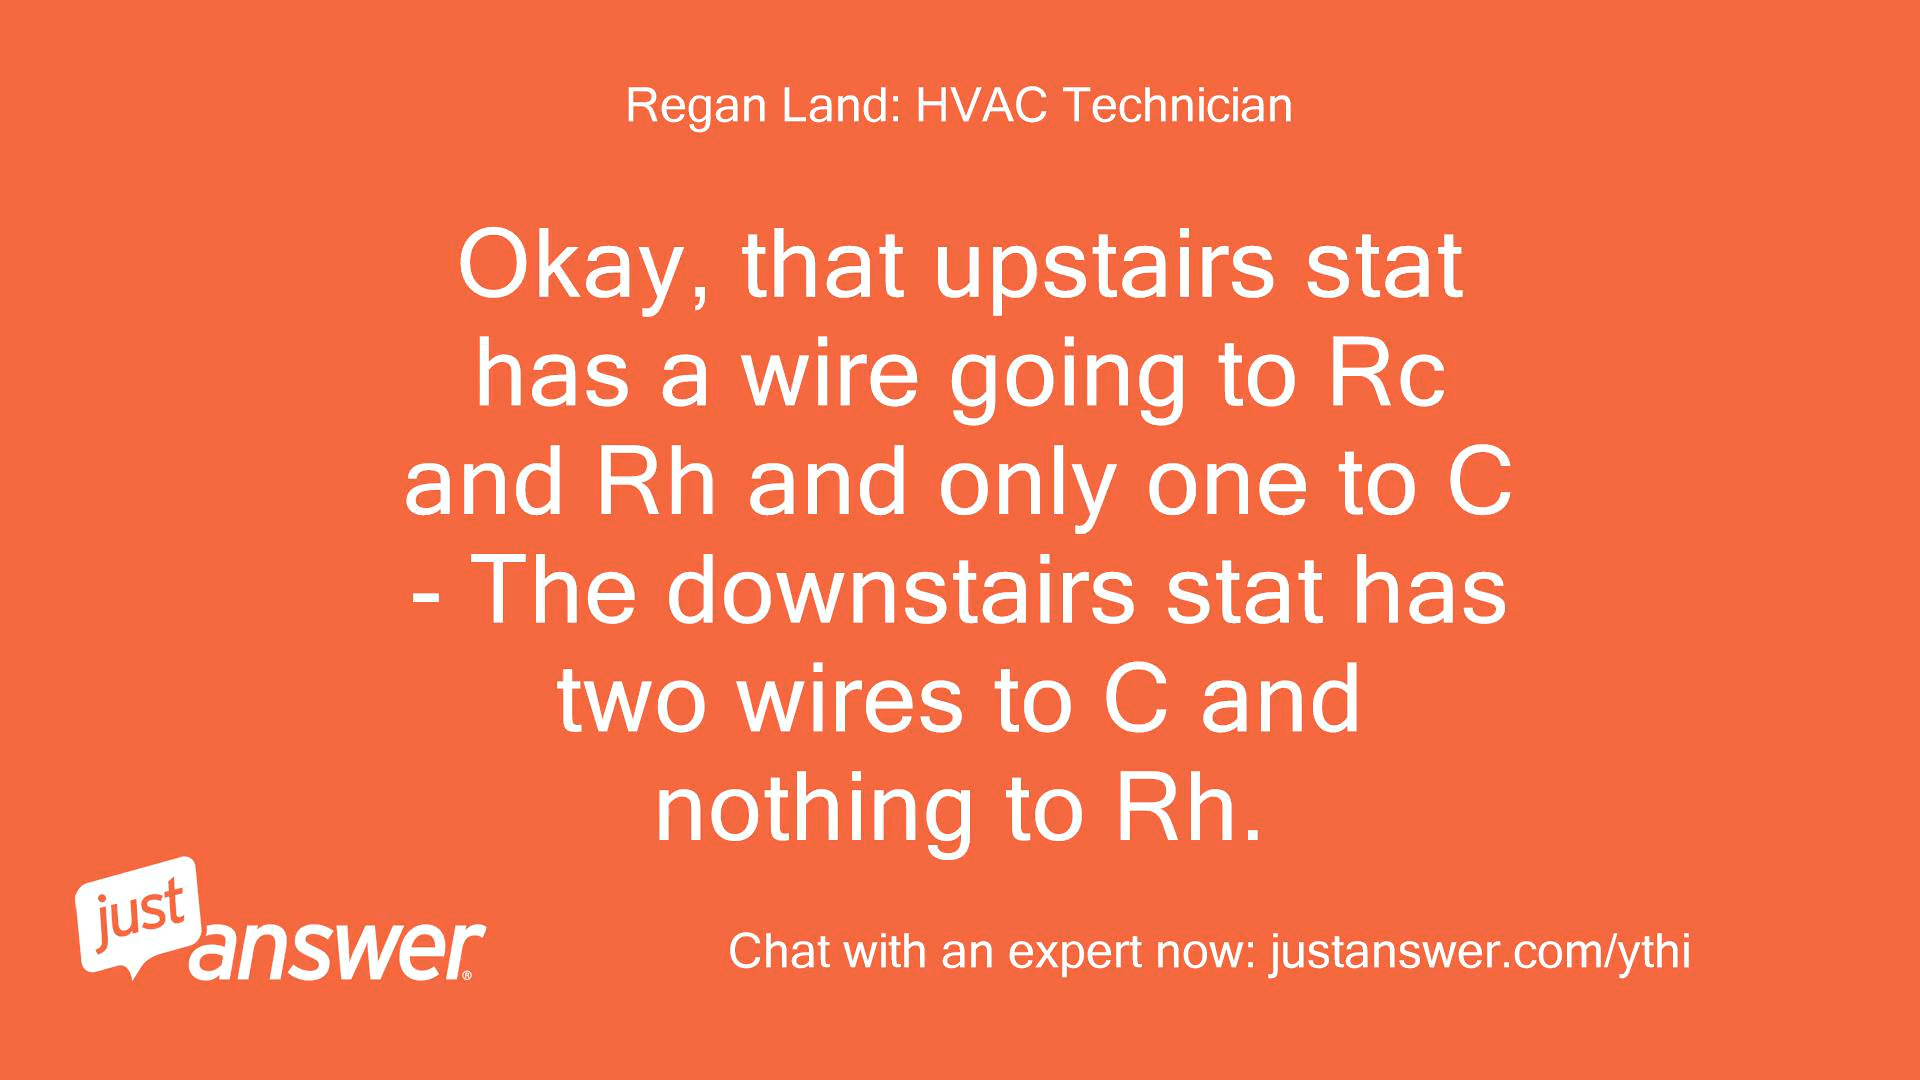 Regan Land: HVAC Technician
Okay, that upstairs stat
has a wire going to Rc
and Rh and only one to C
- The downstairs stat has
two wires to C and
nothing to Rh.
just
answer®
Chat with an expert now: justanswer.com/ythi